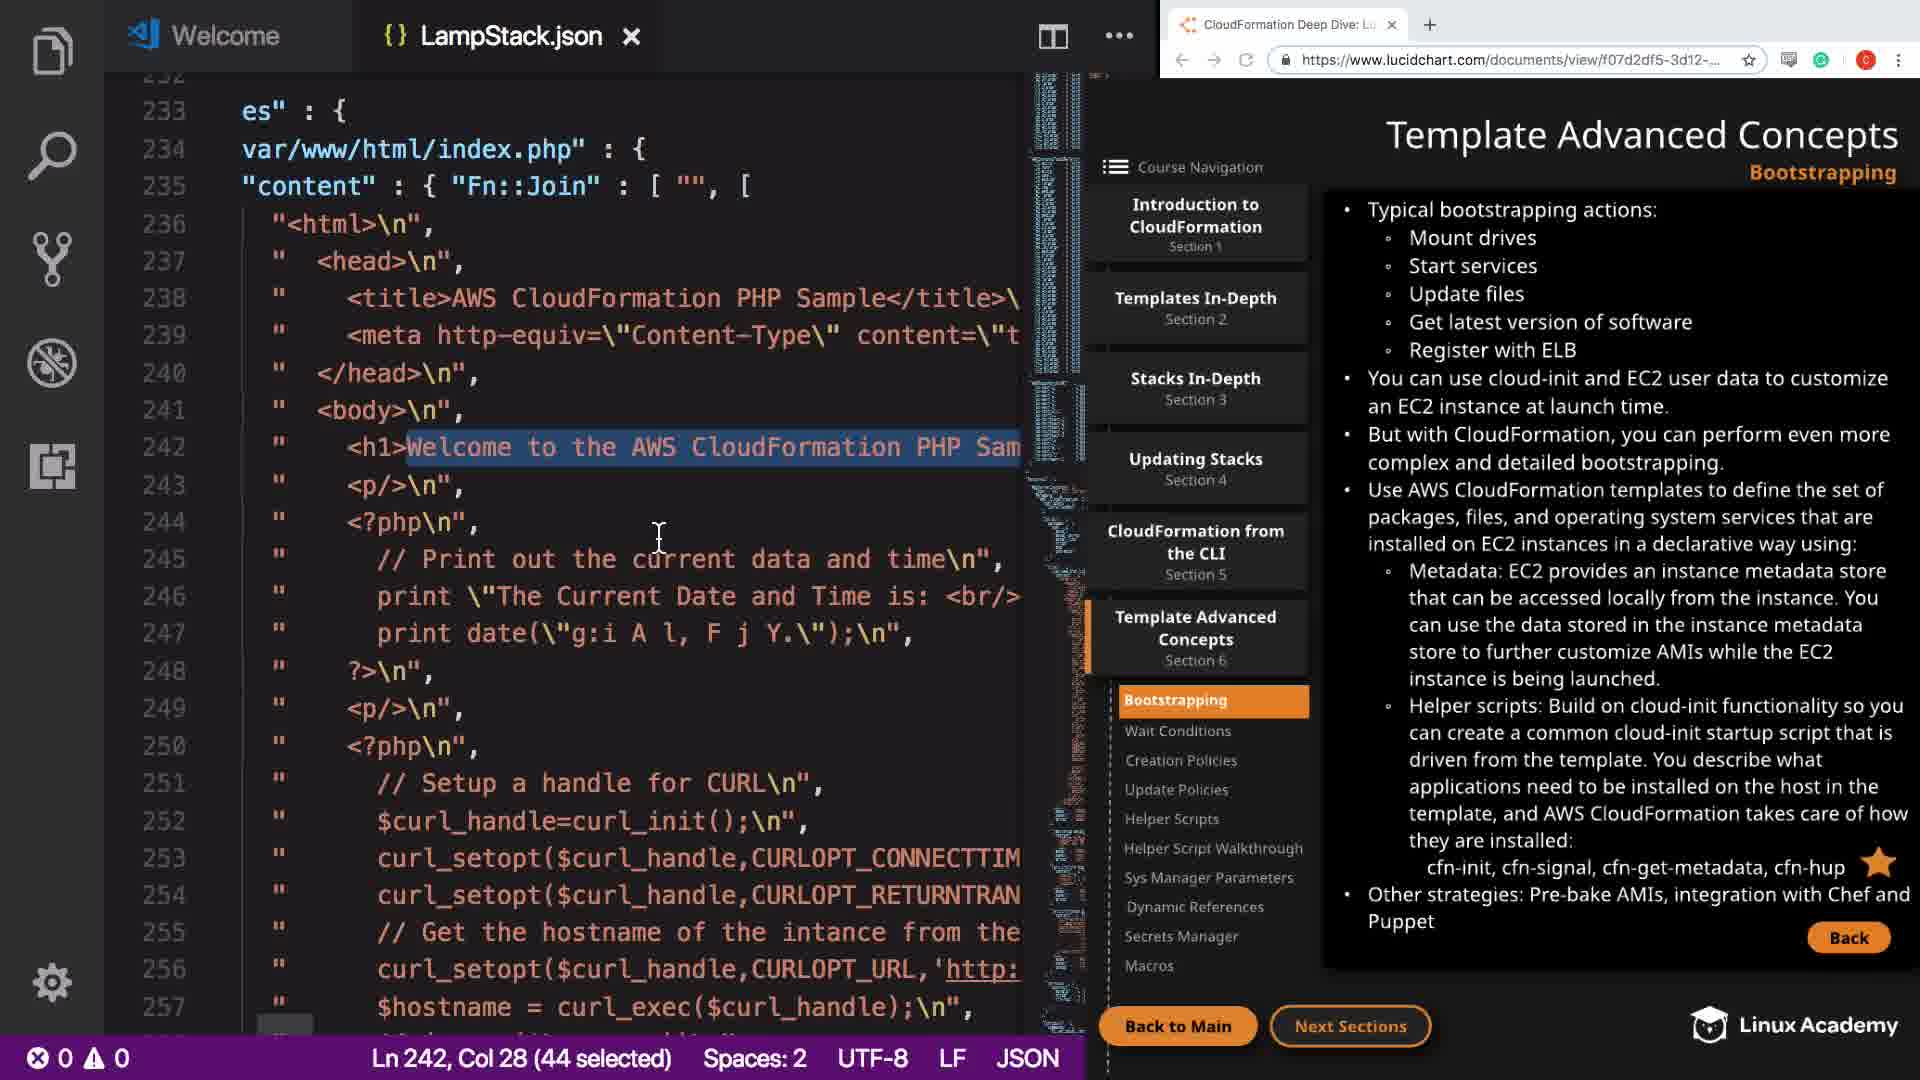 Welcome
{} LampStack.json ×
CloudFormation Deep Dive: Lu
https://www.lucidchart.com/documents/view/f07d2df5-3d12-...
C
233 es" : {
234 var/www/html/index.php" : {
235 "content" : { "Fn::Join" : [ "", [
236 "<html>\n",
237 "  <head>\n",
238 "    <title>AWS CloudFormation PHP Sample</title>\
239 "    <meta http-equiv=\"Content-Type\" content=\"t
240 "  </head>\n",
241 "  <body>\n",
242 "    <h1>Welcome to the AWS CloudFormation PHP Sam
243 "    <p/>\n",
244 "    <?php\n",
245 "      // Print out the current data and time\n",
246 "      print \"The Current Date and Time is: <br/>
247 "      print date(\"g:i A l, F j Y.\");\n",
248 "    ?>\n",
249 "    <p/>\n",
250 "    <?php\n",
251 "      // Setup a handle for CURL\n",
252 "      $curl_handle=curl_init();\n",
253 "      curl_setopt($curl_handle,CURLOPT_CONNECTTIM
254 "      curl_setopt($curl_handle,CURLOPT_RETURNTRAN
255 "      // Get the hostname of the intance from the
256 "      curl_setopt($curl_handle,CURLOPT_URL,'http:
257 "      $hostname = curl_exec($curl_handle);\n",
0 0 Ln 242, Col 28 (44 selected) Spaces: 2 UTF-8 LF JSON
Template Advanced Concepts
Bootstrapping
Course Navigation
Introduction to
CloudFormation
Section 1
Templates In-Depth
Section 2
Stacks In-Depth
Section 3
Updating Stacks
Section 4
CloudFormation from
the CLI
Section 5
Template Advanced
Concepts
Section 6
Bootstrapping
Wait Conditions
Creation Policies
Update Policies
Helper Scripts
Helper Script Walkthrough
Sys Manager Parameters
Dynamic References
Secrets Manager
Macros
• Typical bootstrapping actions:
◦ Mount drives
◦ Start services
◦ Update files
◦ Get latest version of software
◦ Register with ELB
• You can use cloud-init and EC2 user data to customize
an EC2 instance at launch time.
• But with CloudFormation, you can perform even more
complex and detailed bootstrapping.
• Use AWS CloudFormation templates to define the set of
packages, files, and operating system services that are
installed on EC2 instances in a declarative way using:
◦ Metadata: EC2 provides an instance metadata store
that can be accessed locally from the instance. You
can use the data stored in the instance metadata
store to further customize AMIs while the EC2
instance is being launched.
◦ Helper scripts: Build on cloud-init functionality so you
can create a common cloud-init startup script that is
driven from the template. You describe what
applications need to be installed on the host in the
template, and AWS CloudFormation takes care of how
they are installed:
cfn-init, cfn-signal, cfn-get-metadata, cfn-hup
• Other strategies: Pre-bake AMIs, integration with Chef and
Puppet
Back
Back to Main
Next Sections
Linux Academy